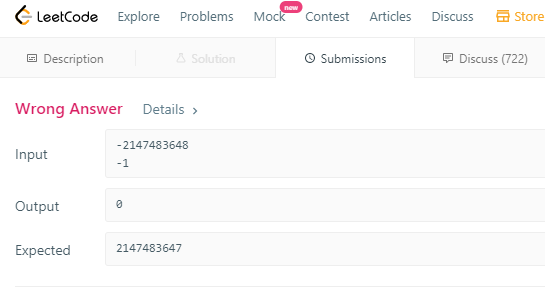 LeetCode Explore Problems Mock new Contest Articles Discuss Store
Description Solution Submissions Discuss (722)
Wrong Answer Details >
Input
-2147483648
-1
Output 0
Expected 2147483647